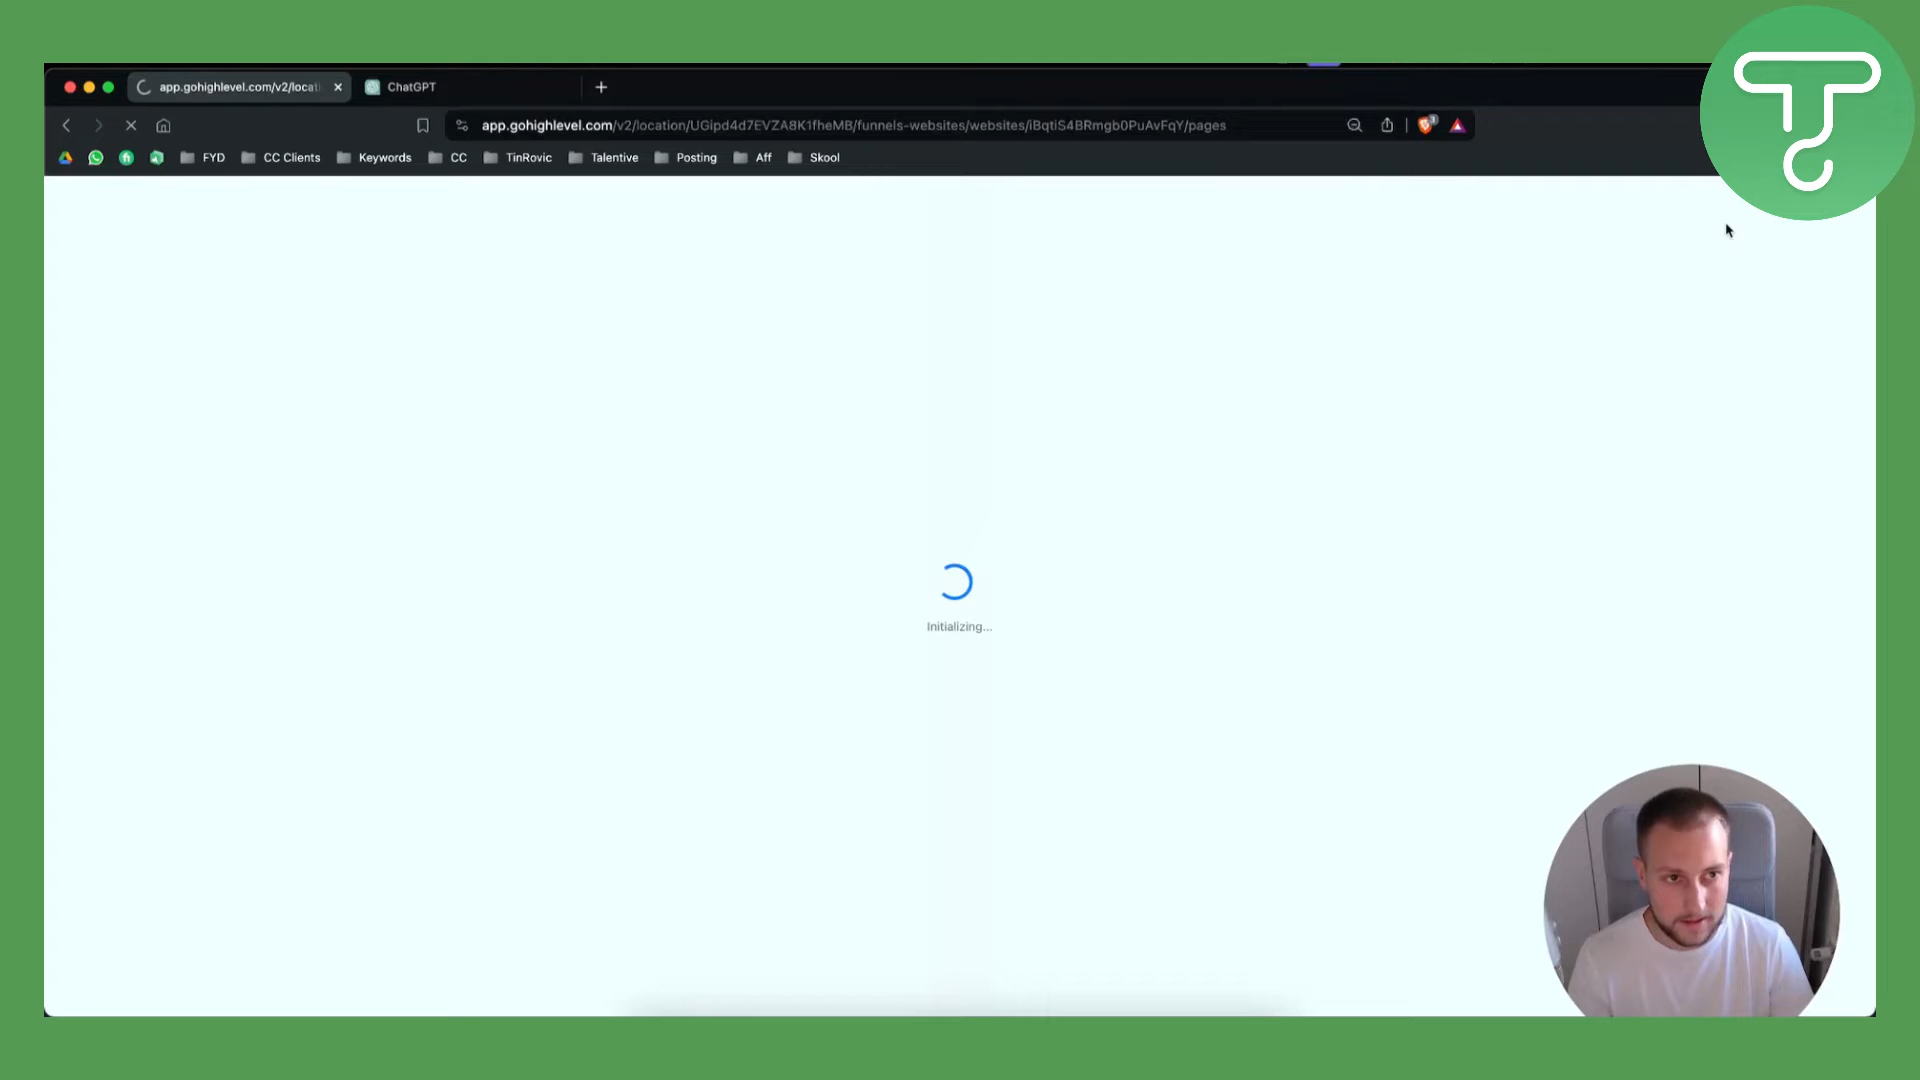 app.gohighlevel.com/v2/locati
ChatGPT
app.gohighlevel.com/v2/location/UGipd4d7EVZA8K1fheMB/funnels-websites/websites/iBqtiS4BRmgb0PuAvFqY/pages
FYD
CC Clients
Keywords
CC
TinRovic
Talentive
Posting
Aff
Skool
Initializing...